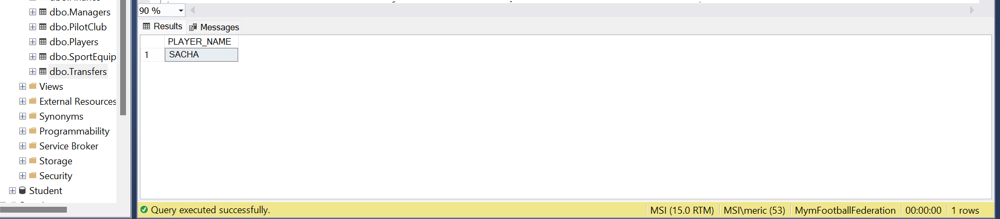 dbo.Managers
dbo.PilotClub
dbo.Players
dbo.SportEquip
dbo.Transfers
Views
External Resources
Synonyms
Programmability
Service Broker
Storage
Security
Student
90 %
Results Messages
PLAYER_NAME
1 SACHA
Query executed successfully. MSI (15.0 RTM) MSI\meric (53) MymFootballFederation 00:00:00 1 rows